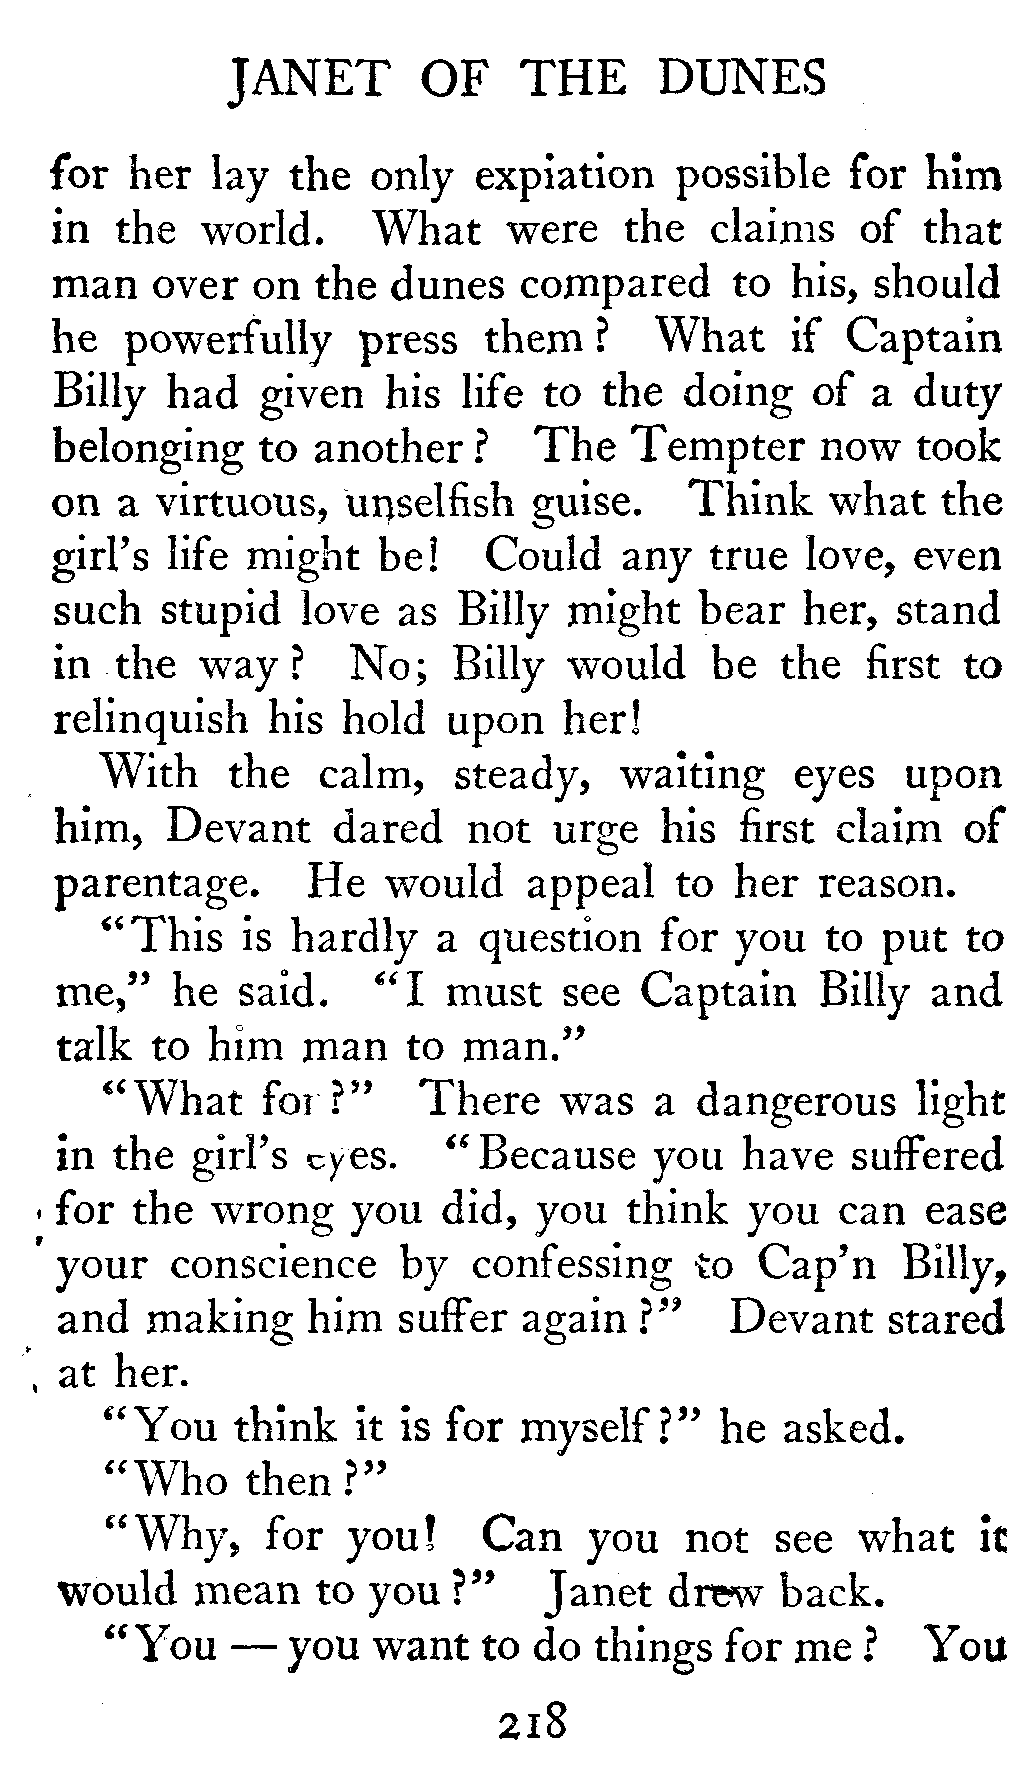 JANET OF THE DUNES
for her lay the only expiation possible for him
in the world. What were the claims of that
man over on the dunes compared to his, should
he powerfully press them? What if Captain
Billy had given his life to the doing of a duty
belonging to another? The Tempter now took
on a virtuous, unselfish guise. Think what the
girl's life might be! Could any true love, even
such stupid love as Billy might bear her, stand
in the way? No; Billy would be the first to
relinquish his hold upon her!
With the calm, steady, waiting eyes upon
him, Devant dared not urge his first claim of
parentage. He would appeal to her reason.
"This is hardly a question for you to put to
me," he said. "I must see Captain Billy and
talk to him man to man."
"What for?" There was a dangerous light
in the girl's eyes. "Because you have suffered
for the wrong you did, you think you can ease
your conscience by confessing to Cap'n Billy,
and making him suffer again?" Devant stared
at her.
"You think it is for myself?" he asked.
"Who then?"
"Why, for you! Can you not see what it
would mean to you?" Janet drew back.
"You — you want to do things for me? You
218